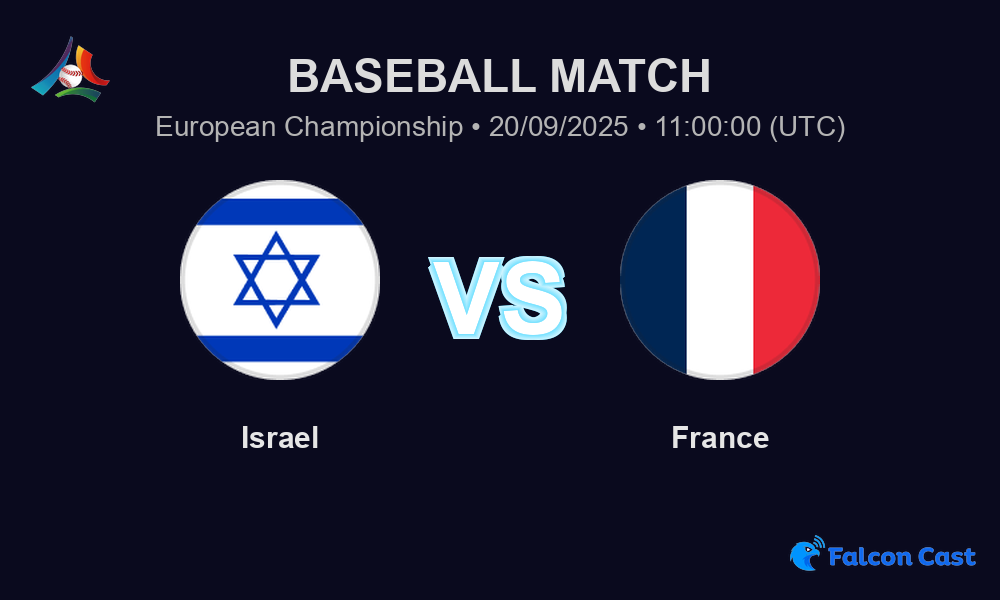 BASEBALL MATCH
European Championship • 20/09/2025 • 11:00:00 (UTC)
VS
Israel
France
Falcon Cast